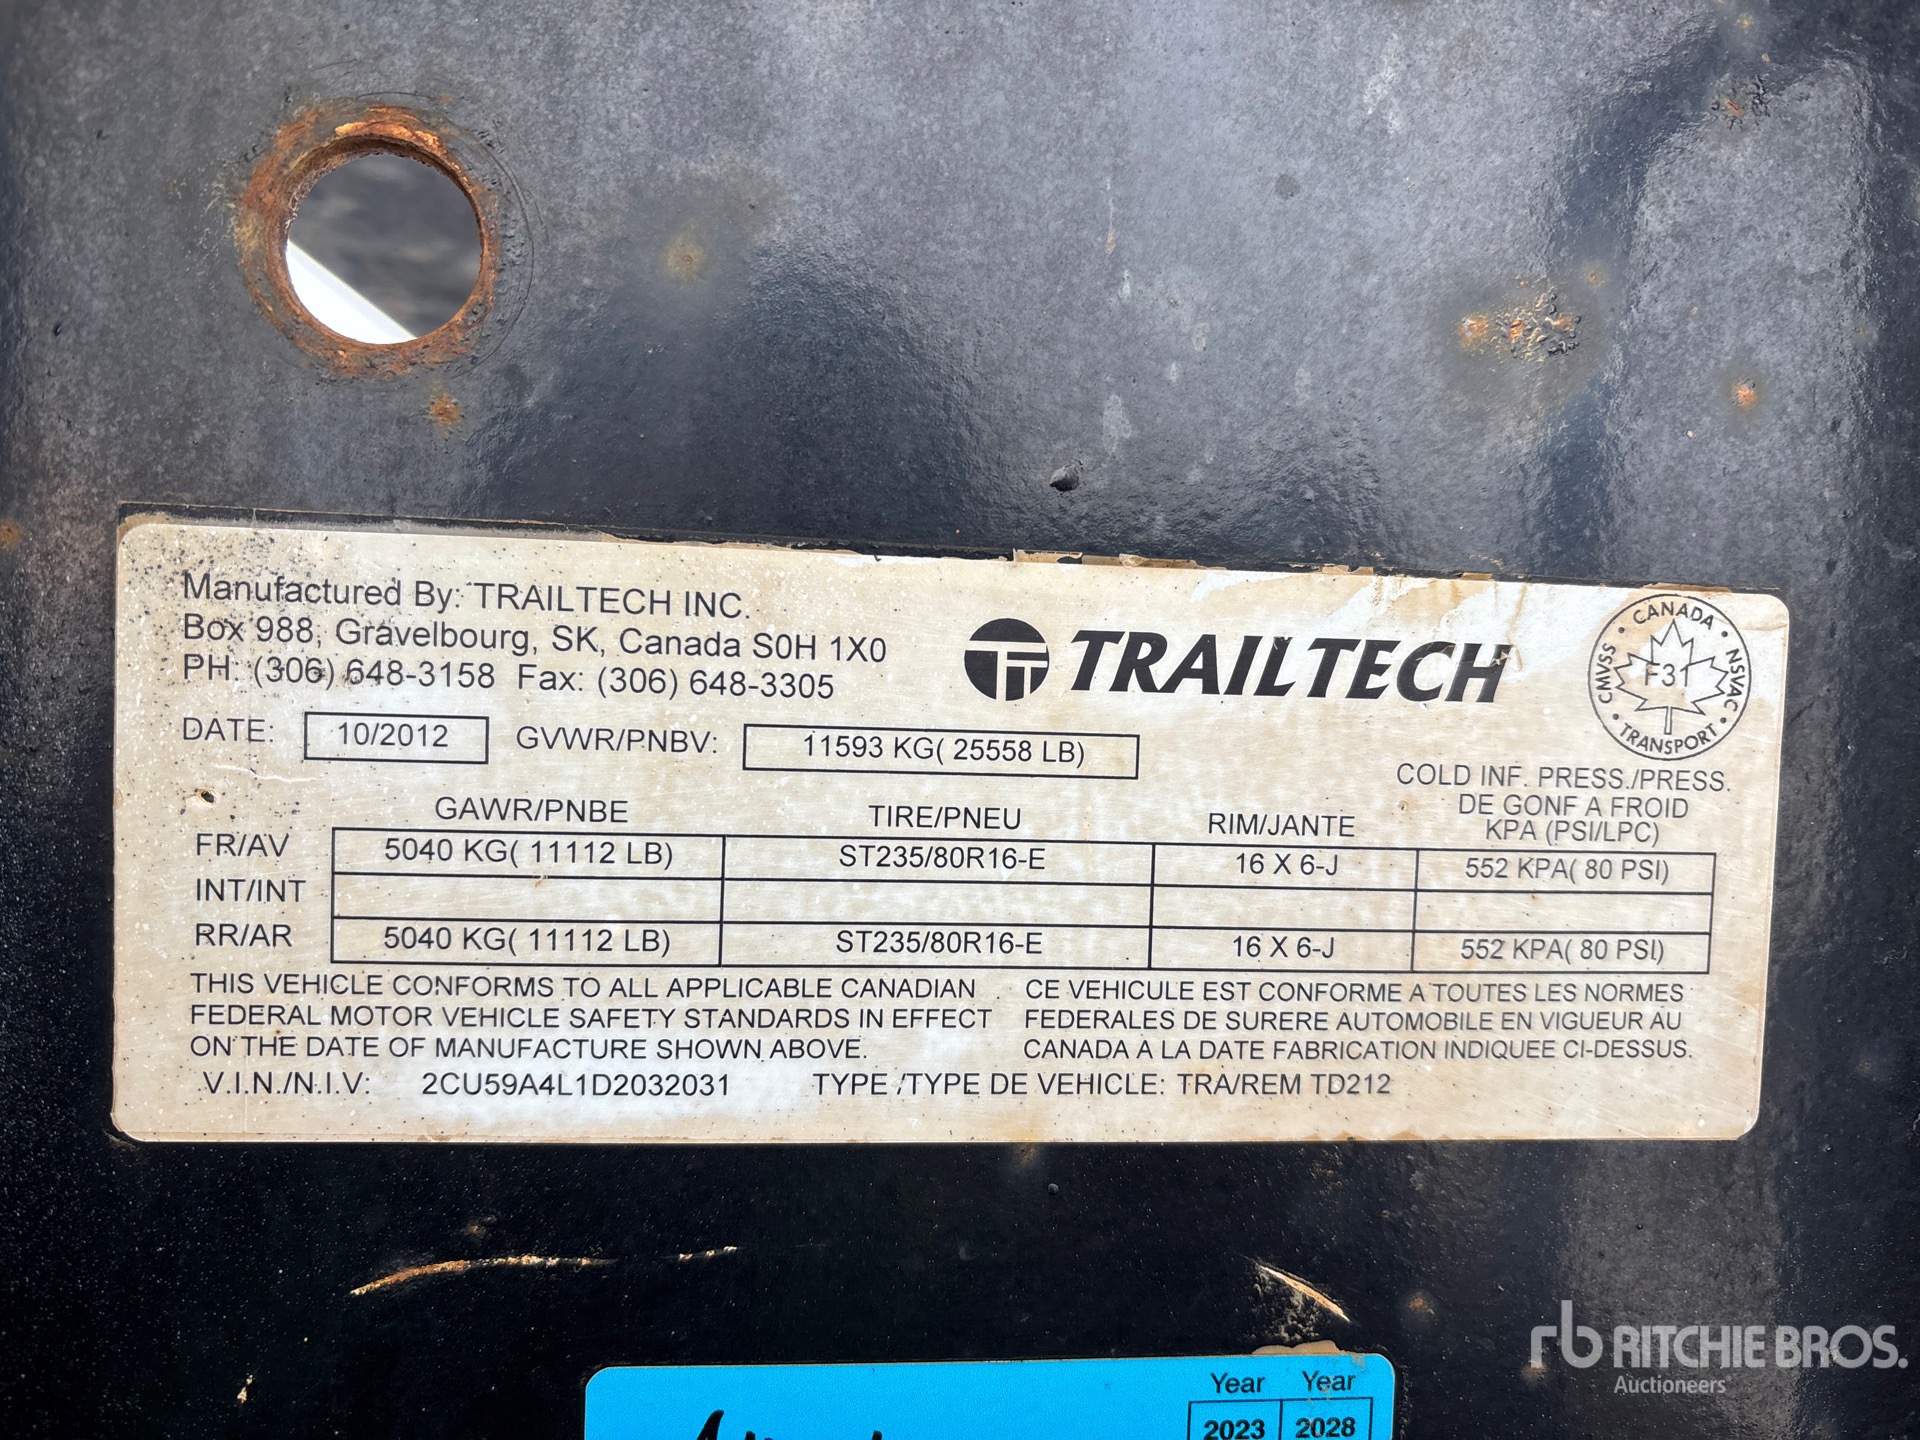 Manufactured By: TRAILTECH INC.
Box 988, Gravelbourg, SK, Canada S0H 1X0
PH: (306) 648-3158 Fax: (306) 648-3305
TRAILTECH
CANADA
CMVSS F31 NSVAC
TRANSPORT
DATE: 10/2012 GVWR/PNBV: 11593 KG( 25558 LB)
COLD INF. PRESS./PRESS.
DE GONF A FROID
KPA (PSI/LPC)
GAWR/PNBE TIRE/PNEU RIM/JANTE
FR/AV 5040 KG( 11112 LB) ST235/80R16-E 16 X 6-J 552 KPA( 80 PSI)
INT/INT
RR/AR 5040 KG( 11112 LB) ST235/80R16-E 16 X 6-J 552 KPA( 80 PSI)
THIS VEHICLE CONFORMS TO ALL APPLICABLE CANADIAN
FEDERAL MOTOR VEHICLE SAFETY STANDARDS IN EFFECT
ON THE DATE OF MANUFACTURE SHOWN ABOVE.
CE VEHICULE EST CONFORME A TOUTES LES NORMES
FEDERALES DE SURERE AUTOMOBILE EN VIGUEUR AU
CANADA A LA DATE FABRICATION INDIQUEE CI-DESSUS.
V.I.N./N.I.V: 2CU59A4L1D2032031 TYPE /TYPE DE VEHICLE: TRA/REM TD212
Year Year
2023 2028
rb RITCHIE BROS.
Auctioneers